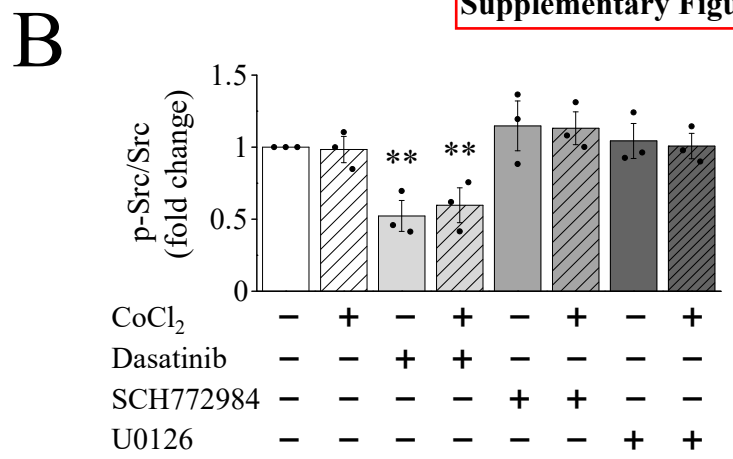 Supplementary Figu
B
p-Src/Src
(fold change)
1.5
1
0.5
0
** **
CoCl₂ − + − + − + − +
Dasatinib − − + + − − − −
SCH772984 − − − − + + − −
U0126 − − − − − − + +